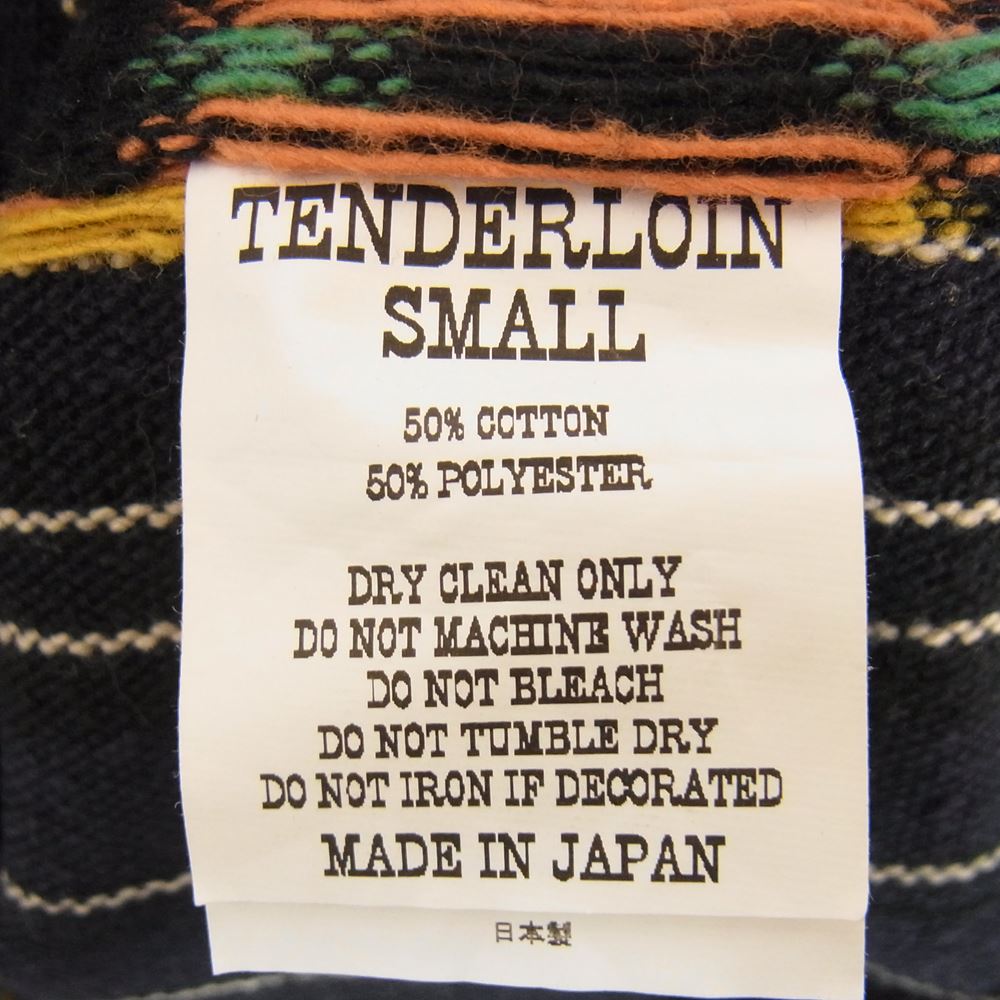 TENDERLOIN
SMALL
50% COTTON
50% POLYESTER
DRY CLEAN ONLY
DO NOT MACHINE WASH
DO NOT BLEACH
DO NOT TUMBLE DRY
DO NOT IRON IF DECORATED
MADE IN JAPAN
日本製